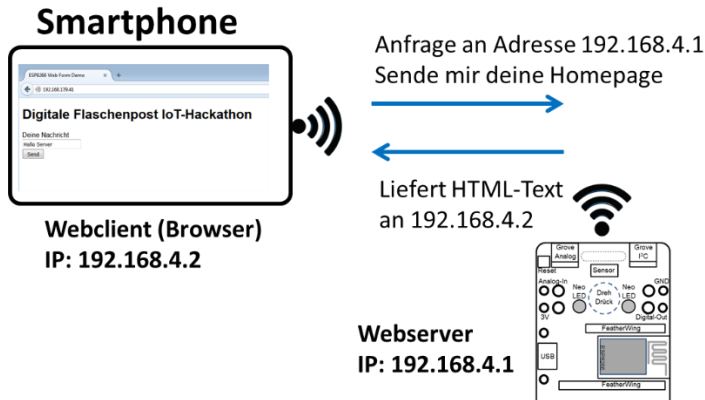 Smartphone
ESP8266 Web Form Demo
192.168.179.41
Digitale Flaschenpost IoT-Hackathon
Deine Nachricht
Hallo Server
Send
Webclient (Browser)
IP: 192.168.4.2
Anfrage an Adresse 192.168.4.1
Sende mir deine Homepage
Liefert HTML-Text
an 192.168.4.2
Webserver
IP: 192.168.4.1
Grove
Analog
Grove
I²C
Reset
Sensor
Analog-In
GND
Neo
LED
Dreh
Drück
Neo
LED
3V
Digital-Out
FeatherWing
USB
ESP8266
FeatherWing